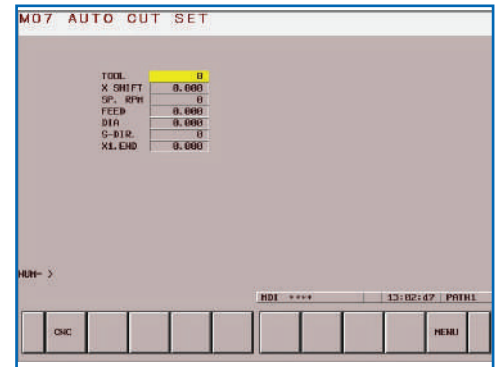 M07 AUTO CUT SET
TOOL 0
X SHIFT 0.000
SP. RPM 0
FEED 0.000
DIA 0.000
S-DIR. 0
X1.END 0.000
NUM- >
MDI **** 13:02:47 PATH1
CNC MENU